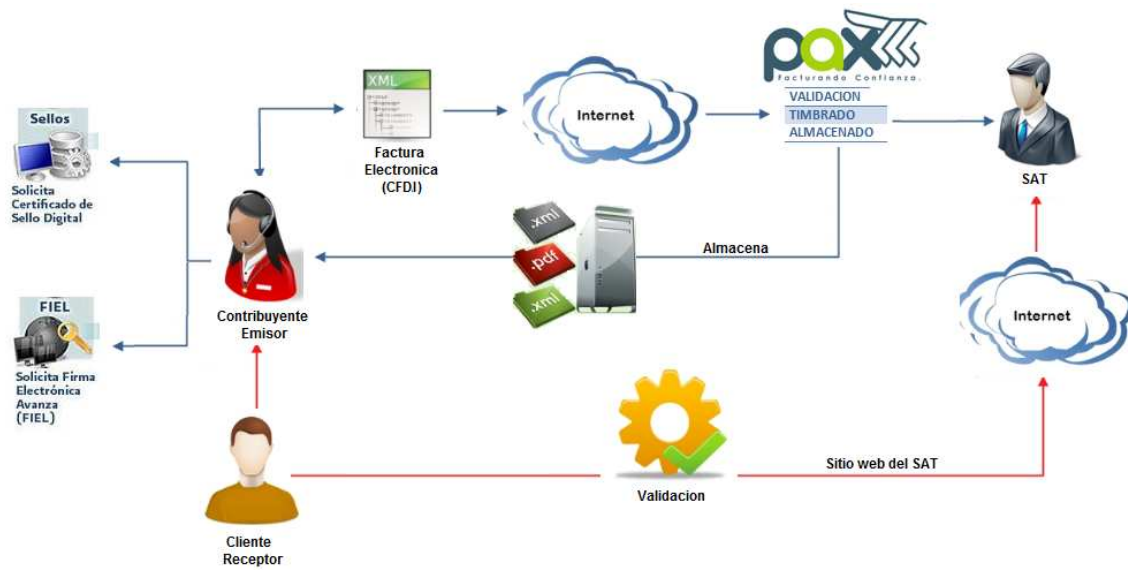 pax
Facturando Confianza.
XML
VALIDACION
TIMBRADO
ALMACENADO
Internet
Sellos
Factura
Electronica
(CFDI)
SAT
Solicita
Certificado de
Sello Digital
.xml
.pdf
.xml
Almacena
FIEL
Contribuyente
Emisor
Internet
Solicita Firma
Electrónica
Avanza
(FIEL)
Sitio web del SAT
Validacion
Cliente
Receptor